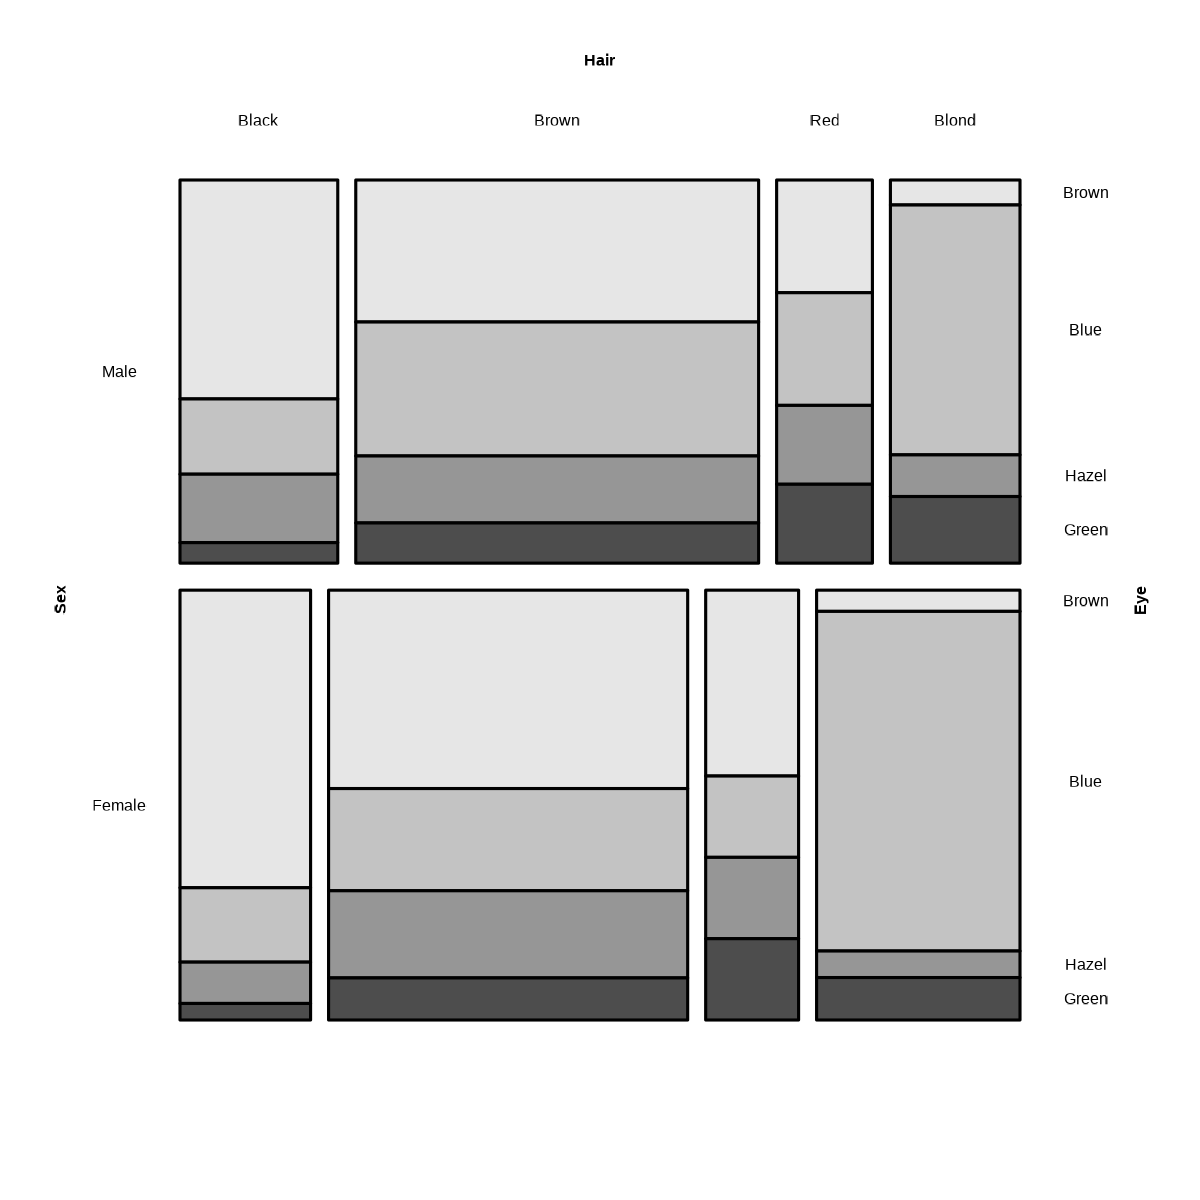 Hair
Black Brown Red Blond
Brown
Blue
Male
Hazel
Green
Sex
Eye
Brown
Blue
Female
Hazel
Green